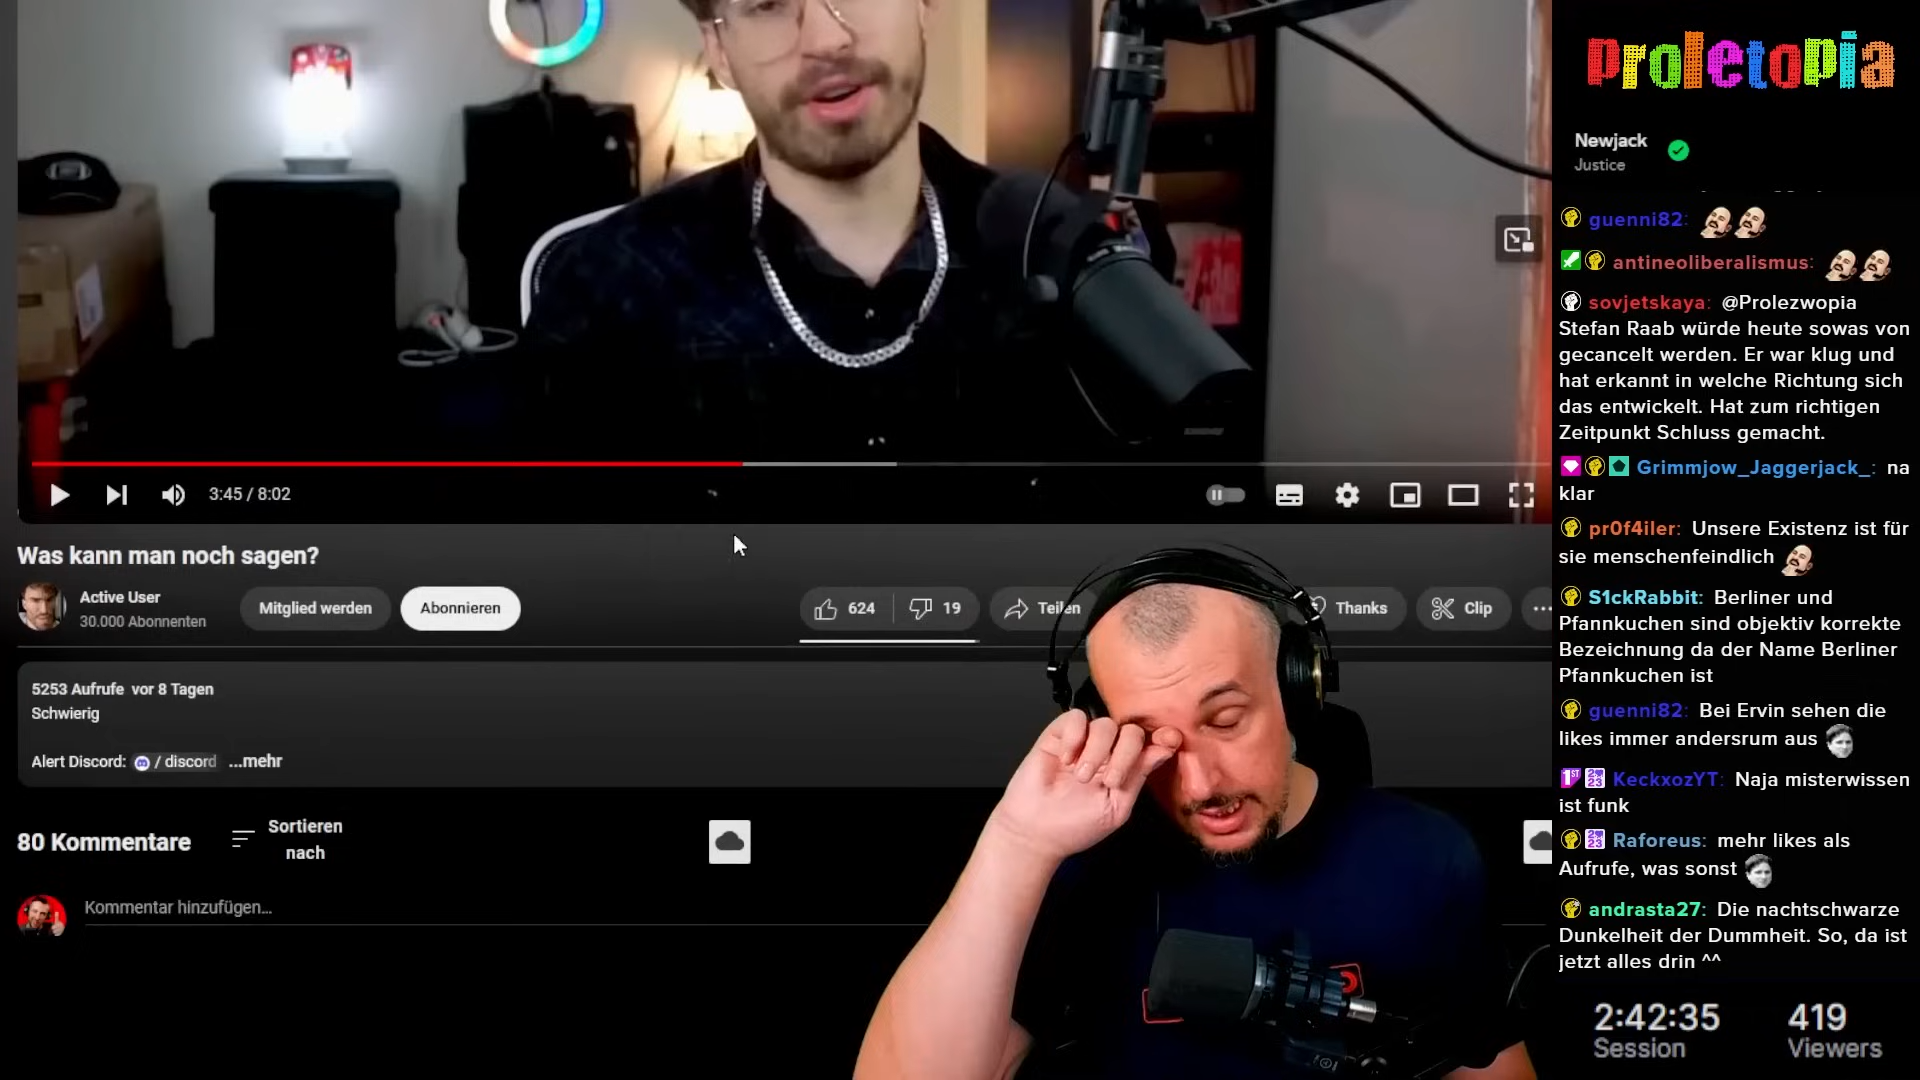 proletopia
Newjack
Justice
guenni82:
antineoliberalismus:
sovjetskaya: @Prolezwopia
Stefan Raab würde heute sowas von
gecancelt werden. Er war klug und
hat erkannt in welche Richtung sich
das entwickelt. Hat zum richtigen
Zeitpunkt Schluss gemacht.
Grimmjow_Jaggerjack_: na
klar
pr0f4iler: Unsere Existenz ist für
sie menschenfeindlich
S1ckRabbit: Berliner und
Pfannkuchen sind objektiv korrekte
Bezeichnung da der Name Berliner
Pfannkuchen ist
guenni82: Bei Ervin sehen die
likes immer andersrum aus
KeckxozYT: Naja misterwissen
ist funk
Raforeus: mehr likes als
Aufrufe, was sonst
andrasta27: Die nachtschwarze
Dunkelheit der Dummheit. So, da ist
jetzt alles drin ^^
2:42:35
Session
419
Viewers
3:45 / 8:02
Was kann man noch sagen?
Active User
30.000 Abonnenten
Mitglied werden
Abonnieren
624
19
Teilen
Thanks
Clip
5253 Aufrufe vor 8 Tagen
Schwierig
Alert Discord: / discord ...mehr
80 Kommentare
Sortieren
nach
Kommentar hinzufügen...